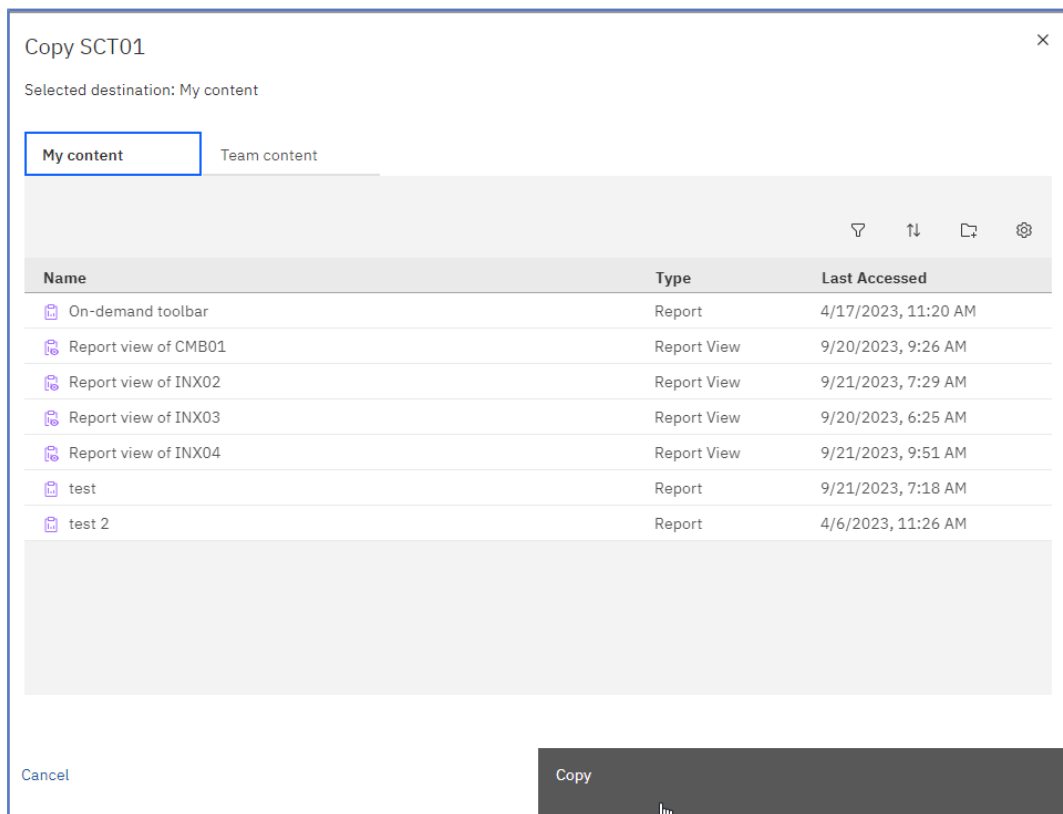 Copy SCT01
Selected destination: My content
My content Team content
Name Type Last Accessed
On-demand toolbar Report 4/17/2023, 11:20 AM
Report view of CMB01 Report View 9/20/2023, 9:26 AM
Report view of INX02 Report View 9/21/2023, 7:29 AM
Report view of INX03 Report View 9/20/2023, 6:25 AM
Report view of INX04 Report View 9/21/2023, 9:51 AM
test Report 9/21/2023, 7:18 AM
test 2 Report 4/6/2023, 11:26 AM
Cancel Copy